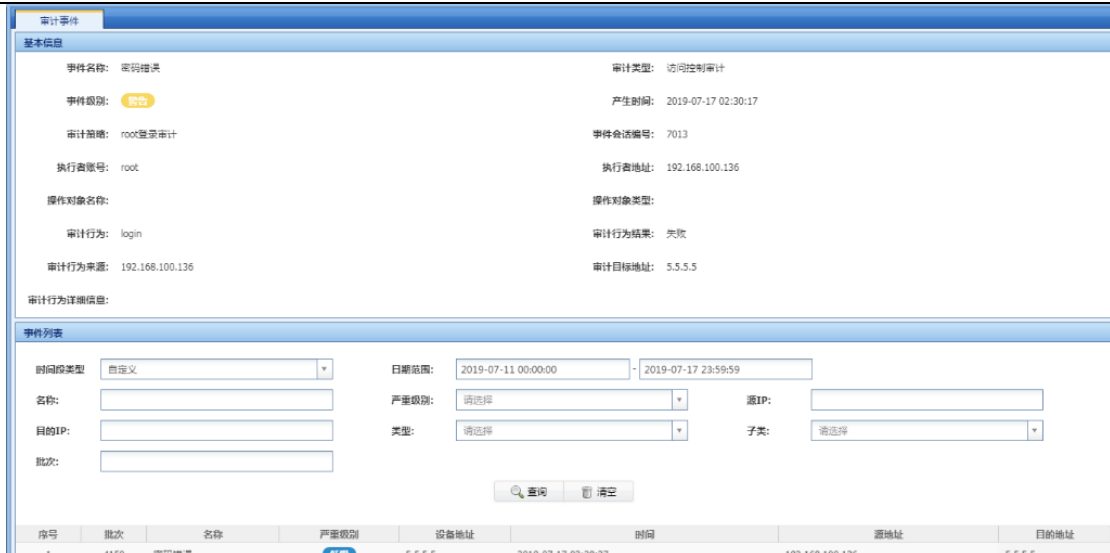 审计事件
基本信息
事件名称: 密码错误 审计类型: 访问控制审计
事件级别: 警告 产生时间: 2019-07-17 02:30:17
审计策略: root登录审计 事件会话编号: 7013
执行者账号: root 执行者地址: 192.168.100.136
操作对象名称: 操作对象类型:
审计行为: login 审计行为结果: 失败
审计行为来源: 192.168.100.136 审计目标地址: 5.5.5.5
审计行为详细信息:
事件列表
时间段类型 自定义 日期范围: 2019-07-11 00:00:00 - 2019-07-17 23:59:59
名称: 严重级别: 请选择 源IP:
目的IP: 类型: 请选择 子类: 请选择
批次:
查询 清空
序号 批次 名称 严重级别 设备地址 时间 源地址 目的地址